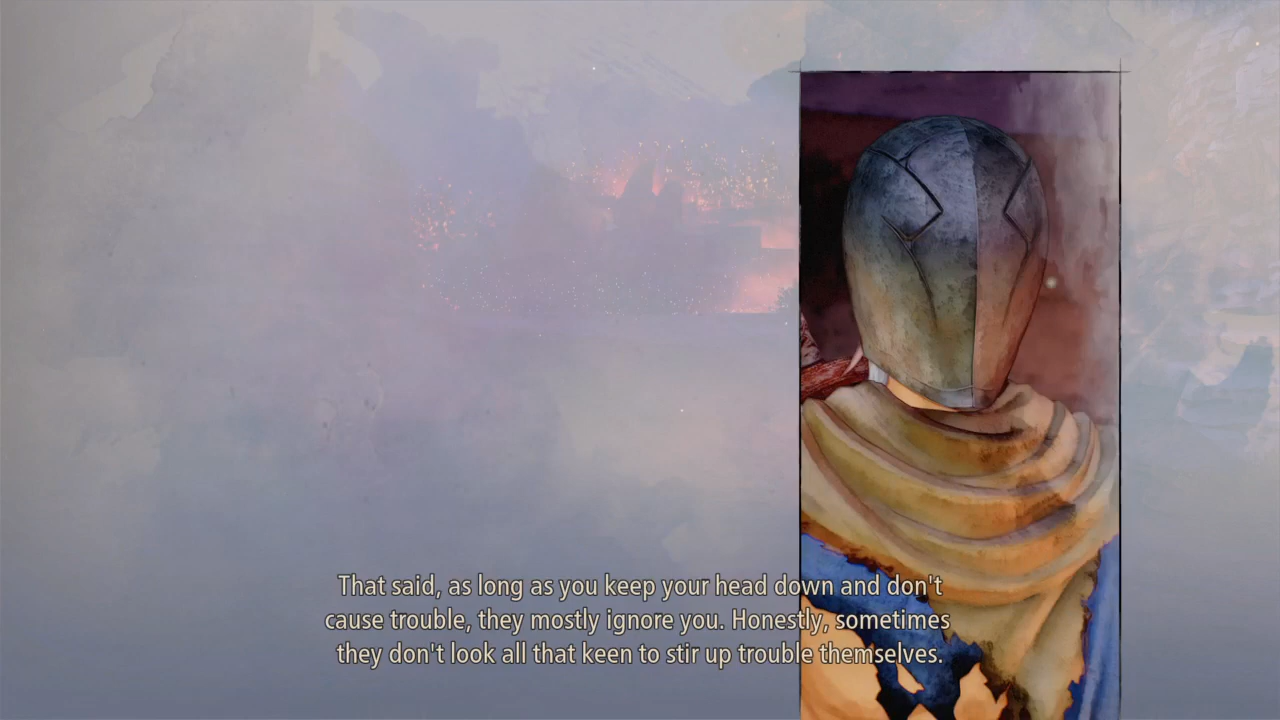 That said, as long as you keep your head down and don't
cause trouble, they mostly ignore you. Honestly, sometimes
they don't look all that keen to stir up trouble themselves.